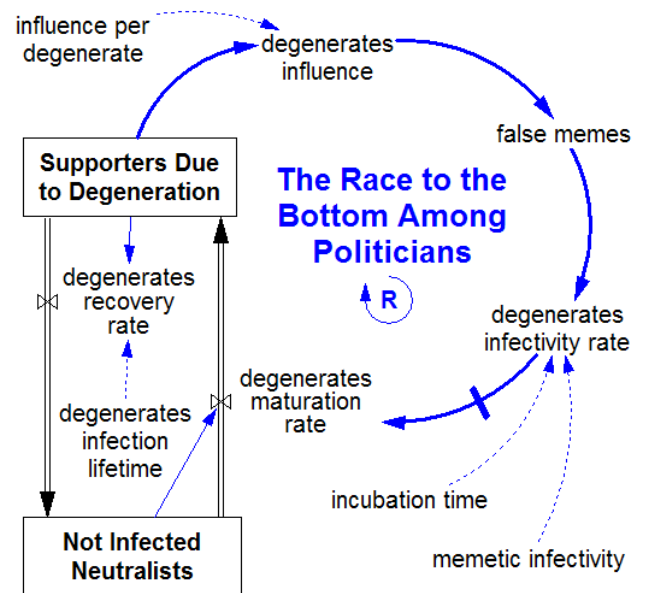 influence per
degenerate
degenerates
influence
false memes
Supporters Due
to Degeneration
The Race to the
Bottom Among
Politicians
R
degenerates
recovery
rate
degenerates
infectivity rate
degenerates
maturation
rate
degenerates
infection
lifetime
incubation time
memetic infectivity
Not Infected
Neutralists